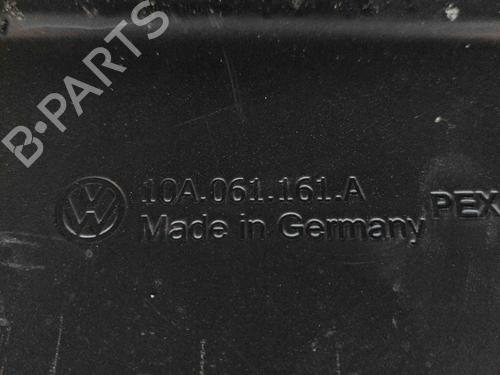 B-PARTS
10A.061.161.A
Made in Germany
PEX